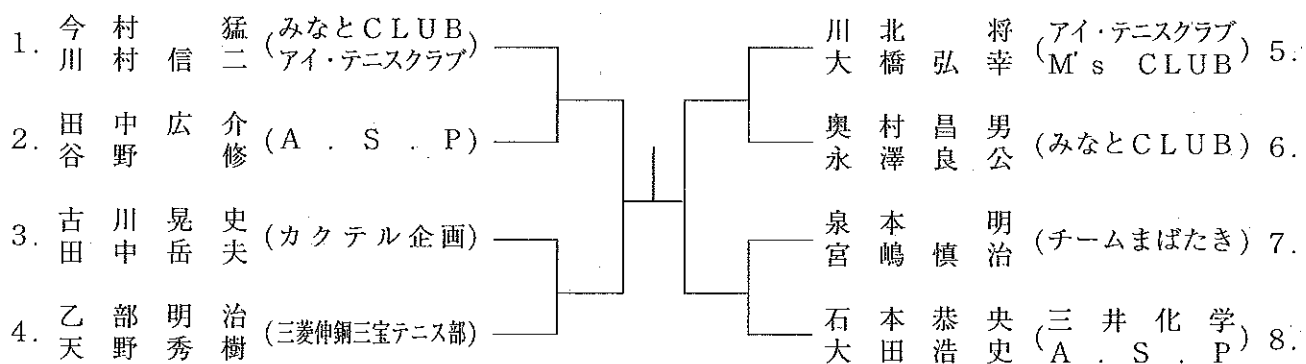 1. 今村 猛 (みなとCLUB
川村信二 アイ・テニスクラブ)
2. 田中広介 (A.S.P)
谷野 修
3. 古川晃史 (カクテル企画)
田中岳夫
4. 乙部明治 (三菱伸銅三宝テニス部)
天野秀樹
川北 将 (アイ・テニスクラブ
大橋弘幸 M's CLUB) 5.
奥村昌男 (みなとCLUB) 6.
永澤良公
泉本 明 (チームまばたき) 7.
宮嶋慎治
石本恭央 (三井化学
大田浩史 A.S.P) 8.